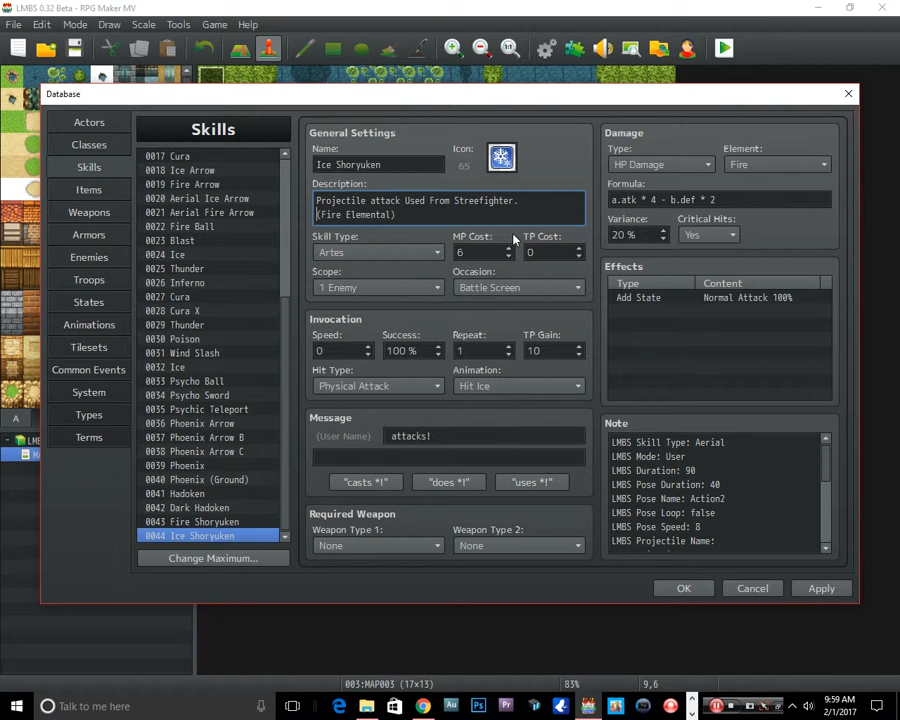 LMBS 0.32 Beta - RPG Maker MV
File Edit Mode Draw Scale Tools Game Help
1:1
Database
Actors
Classes
Skills
Items
Weapons
Armors
Enemies
Troops
States
Animations
Tilesets
Common Events
System
Types
Terms
A
LMB
Skills
0017 Cura
0018 Ice Arrow
0019 Fire Arrow
0020 Aerial Ice Arrow
0021 Aerial Fire Arrow
0022 Fire Ball
0023 Blast
0024 Ice
0025 Thunder
0026 Inferno
0027 Cura
0028 Cura X
0029 Thunder
0030 Poison
0031 Wind Slash
0032 Ice
0033 Psycho Ball
0034 Psycho Sword
0035 Psychic Teleport
0036 Phoenix Arrow
0037 Phoenix Arrow B
0038 Phoenix Arrow C
0039 Phoenix
0040 Phoenix (Ground)
0041 Hadoken
0042 Dark Hadoken
0043 Fire Shoryuken
0044 Ice Shoryuken
Change Maximum...
General Settings
Name: Icon:
Ice Shoryuken 65
Description:
Projectile attack Used From Streefighter.
(Fire Elemental)
Skill Type: MP Cost: TP Cost:
Artes 6 0
Scope: Occasion:
1 Enemy Battle Screen
Invocation
Speed: Success: Repeat: TP Gain:
0 100 % 1 10
Hit Type: Animation:
Physical Attack Hit Ice
Message
(User Name) attacks!
"casts *!" "does *!" "uses *!"
Required Weapon
Weapon Type 1: Weapon Type 2:
None None
Damage
Type: Element:
HP Damage Fire
Formula:
a.atk * 4 - b.def * 2
Variance: Critical Hits:
20 % Yes
Effects
Type Content
Add State Normal Attack 100%
Note
LMBS Skill Type: Aerial
LMBS Mode: User
LMBS Duration: 90
LMBS Pose Duration: 40
LMBS Pose Name: Action2
LMBS Pose Loop: false
LMBS Pose Speed: 8
LMBS Projectile Name:
OK Cancel Apply
003:MAP003 (17×13) 83% 9,6
Talk to me here
Au Ps Pr
9:59 AM
2/1/2017